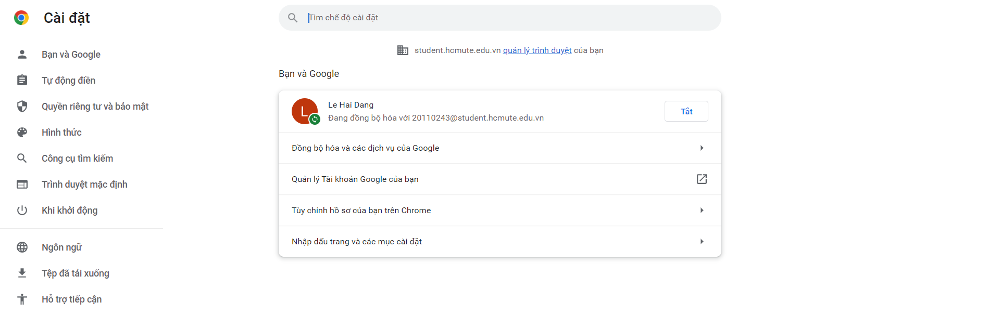 Cài đặt
Tìm chế độ cài đặt
Bạn và Google
Tự động điền
Quyền riêng tư và bảo mật
Hình thức
Công cụ tìm kiếm
Trình duyệt mặc định
Khi khởi động
Ngôn ngữ
Tệp đã tải xuống
Hỗ trợ tiếp cận
student.hcmute.edu.vn quản lý trình duyệt của bạn
Bạn và Google
L
Le Hai Dang
Đang đồng bộ hóa với 20110243@student.hcmute.edu.vn
Tắt
Đồng bộ hóa và các dịch vụ của Google
Quản lý Tài khoản Google của bạn
Tùy chỉnh hồ sơ của bạn trên Chrome
Nhập dấu trang và các mục cài đặt